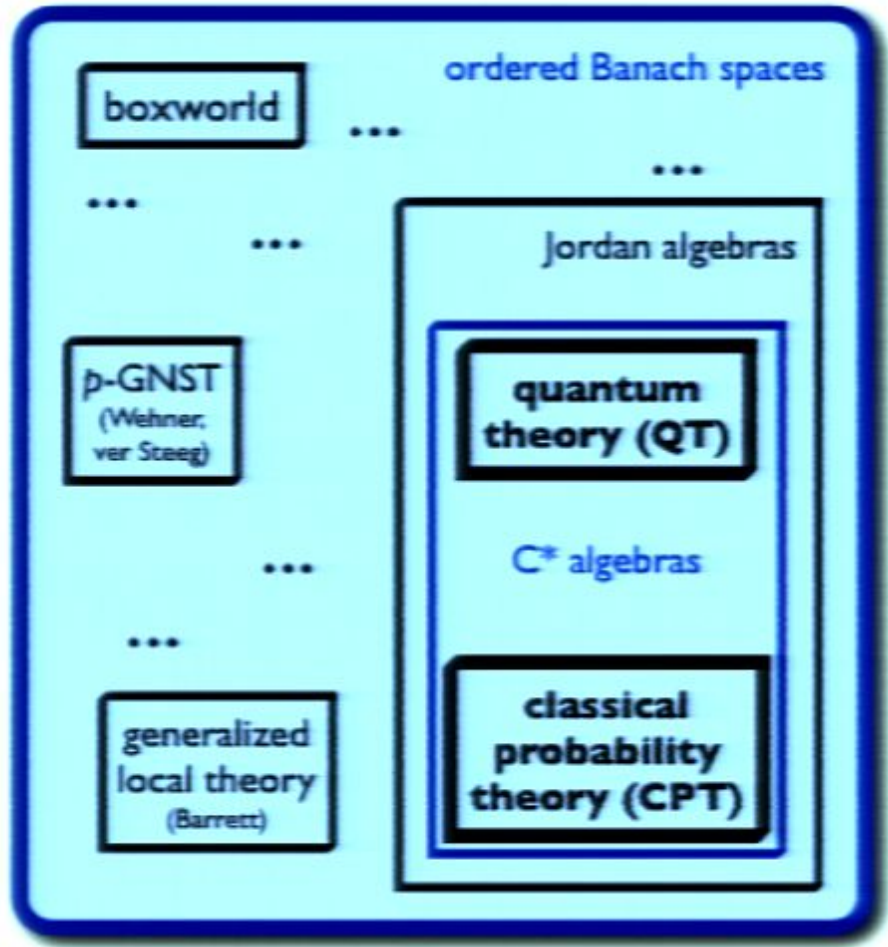 ordered Banach spaces
boxworld
...
...
...
...
Jordan algebras
p-GNST
(Wehner,
ver Steeg)
quantum
theory (QT)
C* algebras
...
...
generalized
local theory
(Barrett)
classical
probability
theory (CPT)